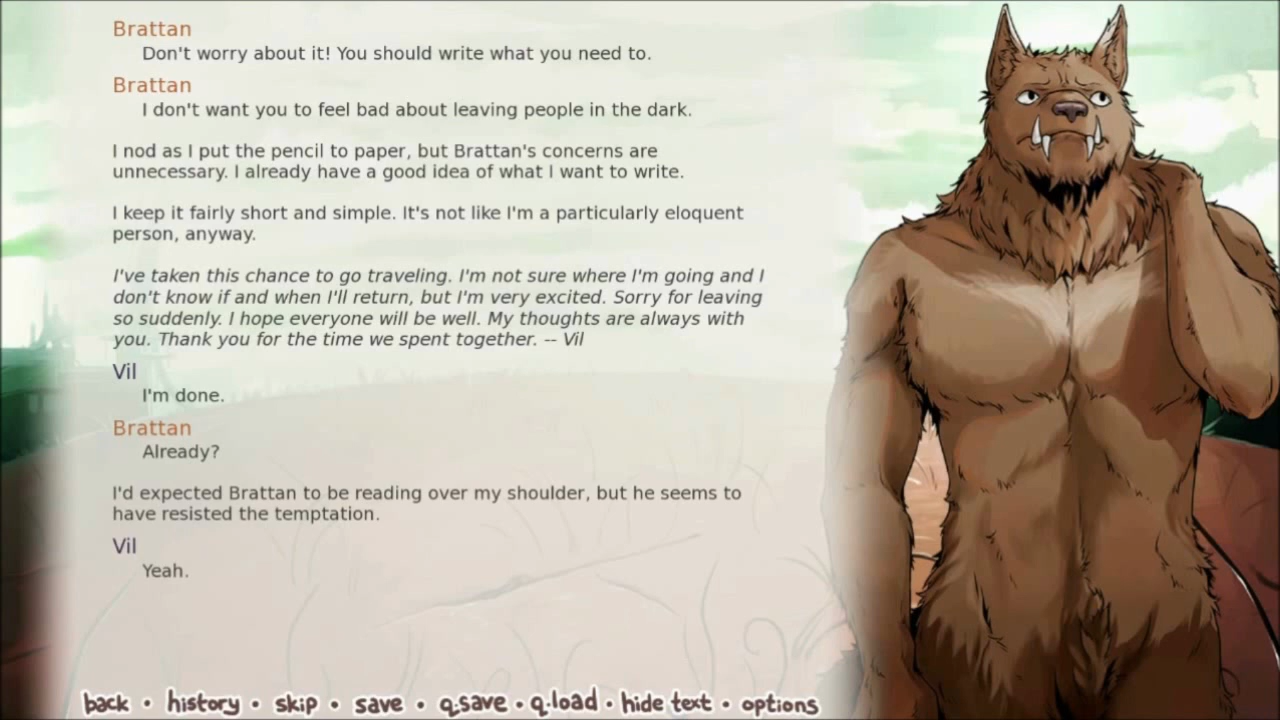 Brattan
Don't worry about it! You should write what you need to.
Brattan
I don't want you to feel bad about leaving people in the dark.
I nod as I put the pencil to paper, but Brattan's concerns are
unnecessary. I already have a good idea of what I want to write.
I keep it fairly short and simple. It's not like I'm a particularly eloquent
person, anyway.
I've taken this chance to go traveling. I'm not sure where I'm going and I
don't know if and when I'll return, but I'm very excited. Sorry for leaving
so suddenly. I hope everyone will be well. My thoughts are always with
you. Thank you for the time we spent together. -- Vil
Vil
I'm done.
Brattan
Already?
I'd expected Brattan to be reading over my shoulder, but he seems to
have resisted the temptation.
Vil
Yeah.
back • history • skip • save • q.save • q.load • hide text • options